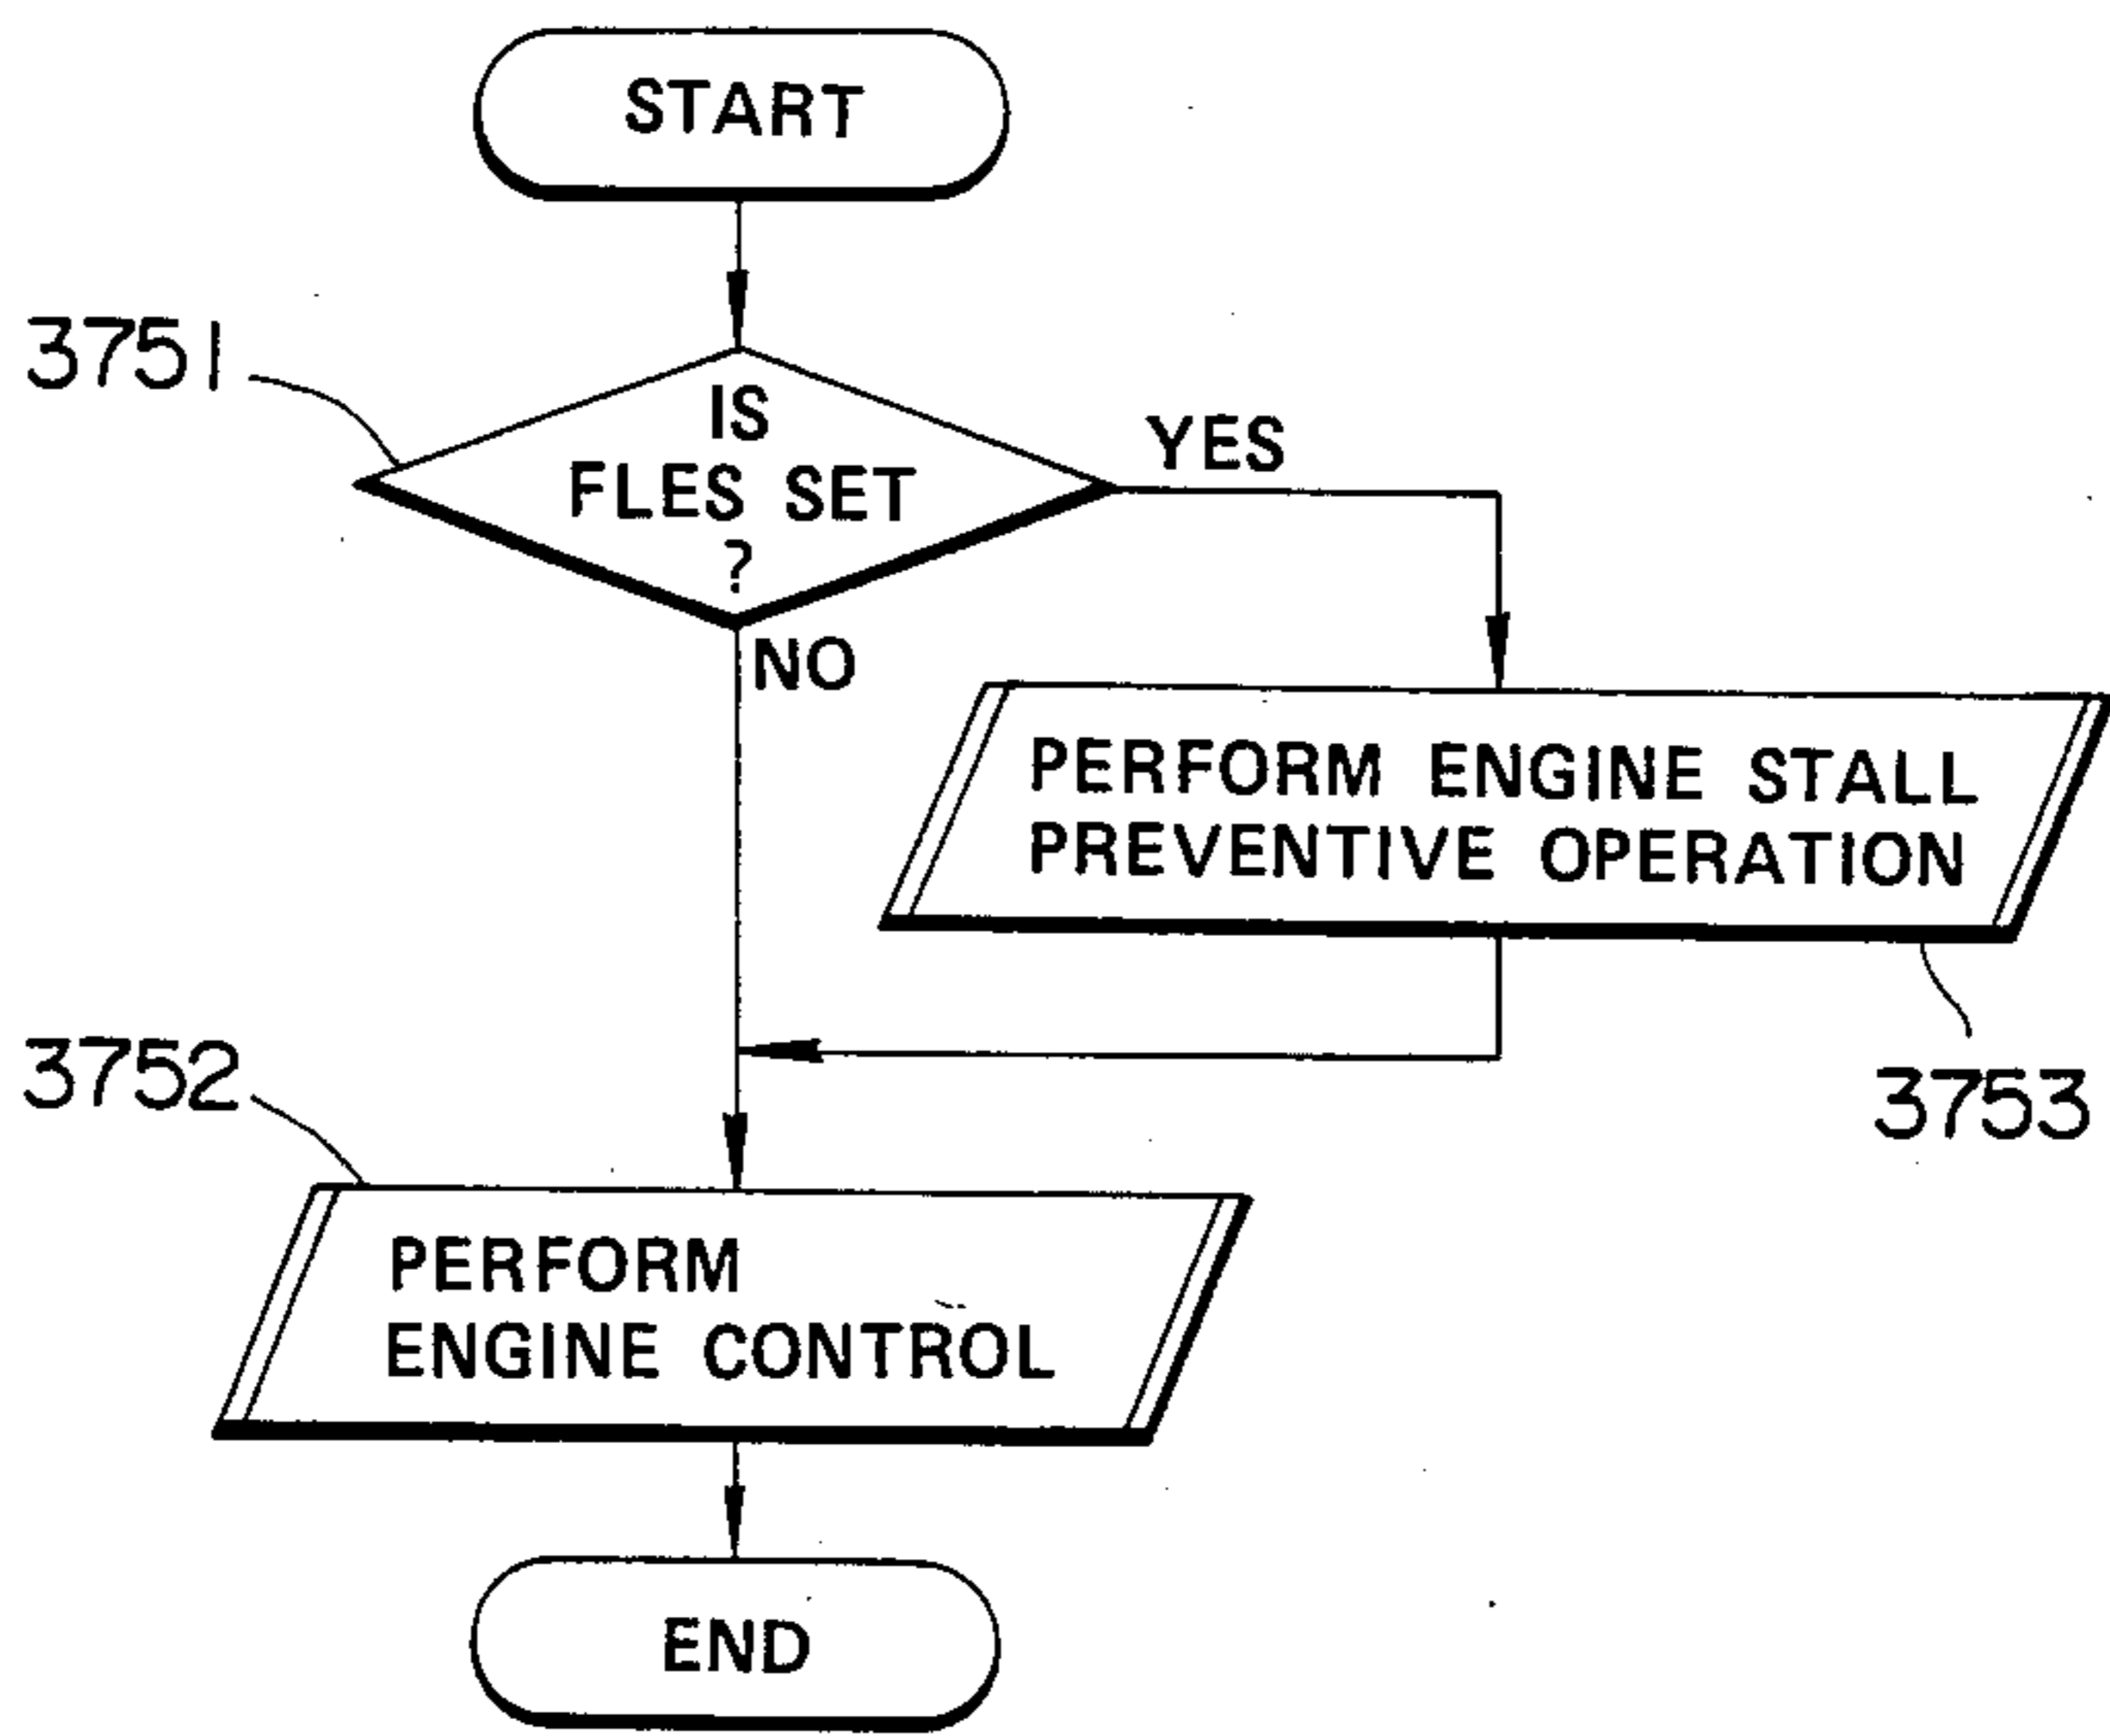 START
3751
IS
FLES SET
?
YES
NO
PERFORM ENGINE STALL
PREVENTIVE OPERATION
3753
3752
PERFORM
ENGINE CONTROL
END